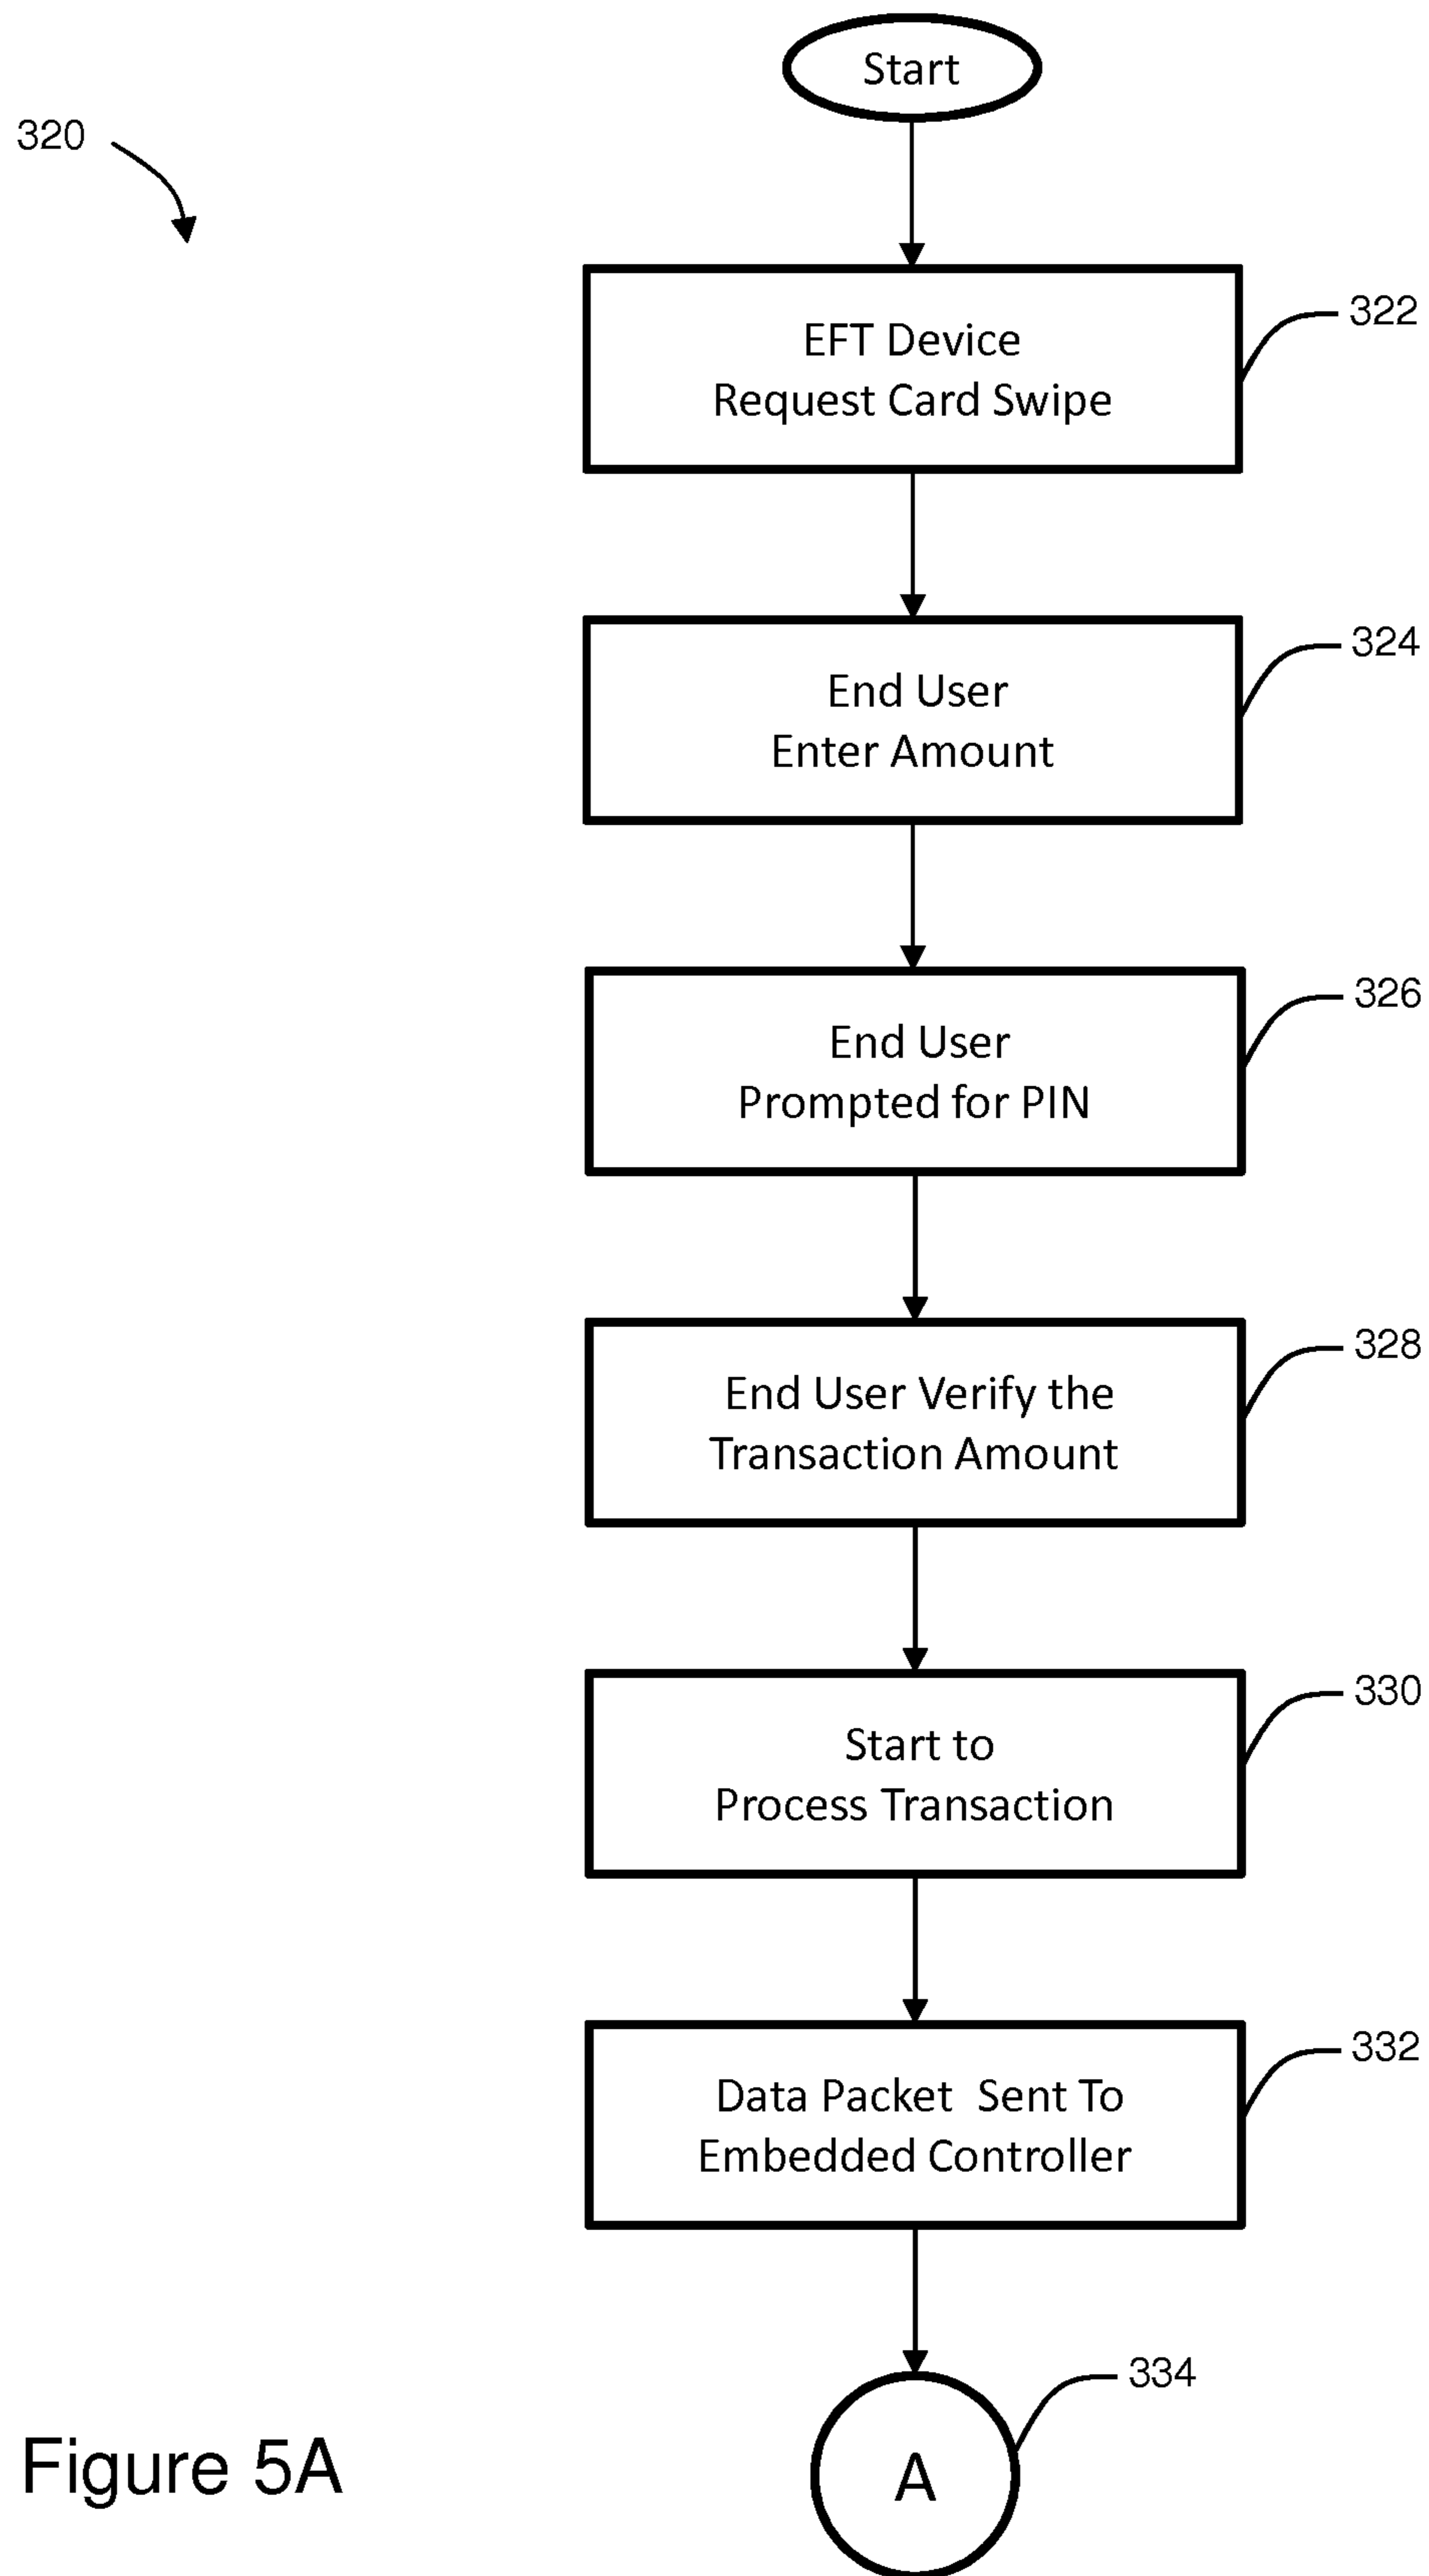 Start
320
EFT Device
Request Card Swipe
322
End User
Enter Amount
324
End User
Prompted for PIN
326
End User Verify the
Transaction Amount
328
Start to
Process Transaction
330
Data Packet  Sent To
Embedded Controller
332
334
A
Figure 5A